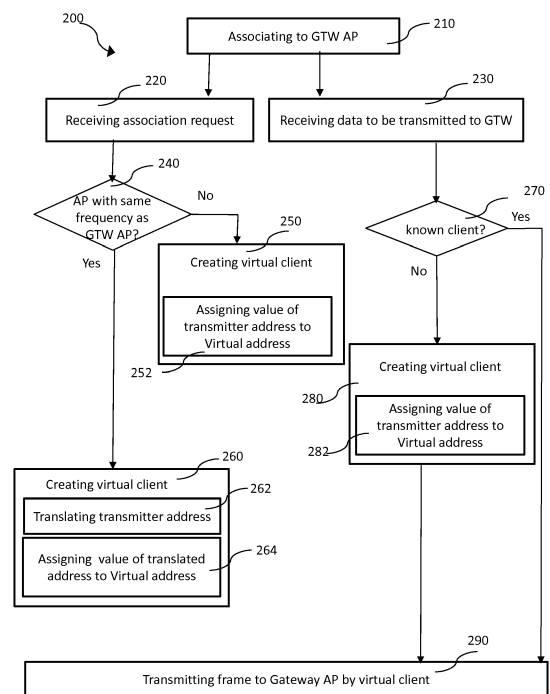 200
210
Associating to GTW AP
220
230
Receiving association request
Receiving data to be transmitted to GTW
240
AP with same
frequency as
GTW AP?
No
Yes
250
Creating virtual client
Assigning value of
transmitter address to
Virtual address
252
270
known client?
Yes
No
Creating virtual client
280
Assigning value of
transmitter address to
Virtual address
282
260
Creating virtual client
262
Translating transmitter address
Assigning value of translated
address to Virtual address
264
290
Transmitting frame to Gateway AP by virtual client